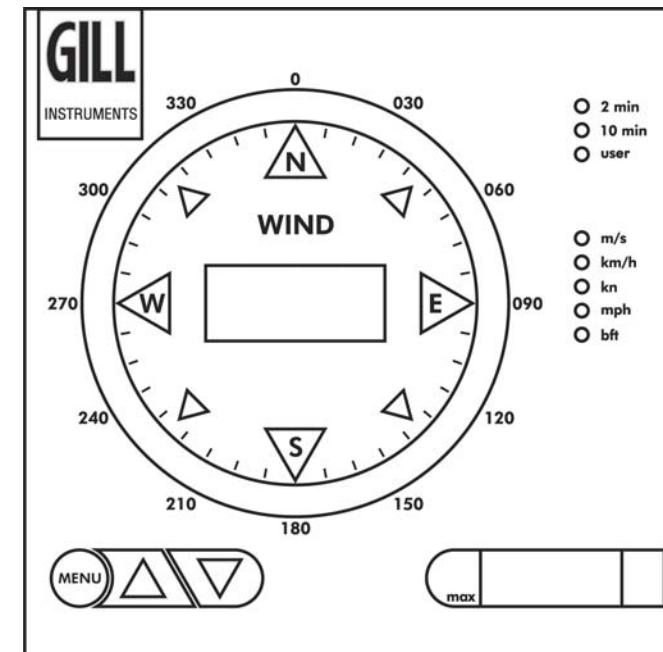 GILL
INSTRUMENTS
0
330
030
300
060
N
WIND
270
W
E
090
240
120
S
210
150
180
2 min
10 min
user
m/s
km/h
kn
mph
bft
MENU
max